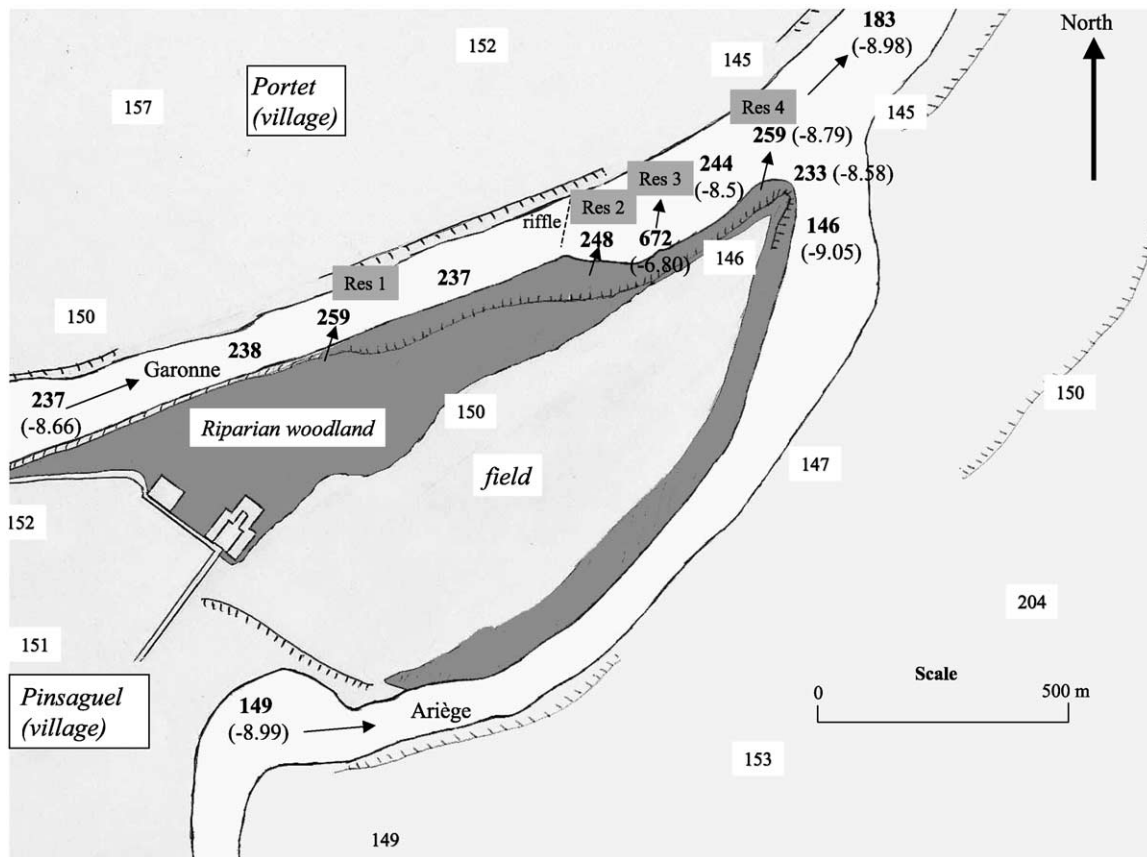 183
(-8.98)
North
152
145
Portet
(village)
157
145
Res 4
259 (-8.79)
244
(-8.5)
233 (-8.58)
Res 3
Res 2
riffle
248
672
(-6.80)
146
146
(-9.05)
Res 1
237
259
150
238
Garonne
237
(-8.66)
150
150
Riparian woodland
field
147
152
204
151
Scale
0
500 m
Pinsaguel
(village)
149
(-8.99)
Ariège
153
149